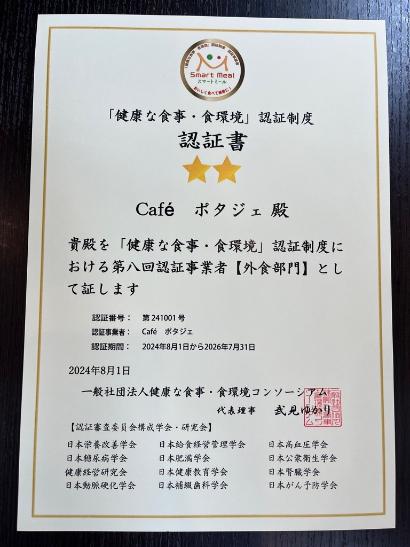 Smart Meal
スマートミール
「健康な食事・食環境」認証制度
認証書
Café ポタジェ 殿
貴殿を「健康な食事・食環境」認証制度に
おける第八回認証事業者【外食部門】とし
て証します
認証番号： 第241001号
認証事業者： Café ポタジェ
認証期間： 2024年8月1日から2026年7月31日
2024年8月1日
一般社団法人健康な食事・食環境コンソーシアム
代表理事 武見ゆかり
【認証審査委員会構成学会・研究会】
日本栄養改善学会 日本給食経営管理学会 日本高血圧学会
日本糖尿病学会 日本肥満学会 日本公衆衛生学会
健康経営研究会 日本健康教育学会 日本腎臓学会
日本動脈硬化学会 日本補綴歯科学会 日本がん予防学会